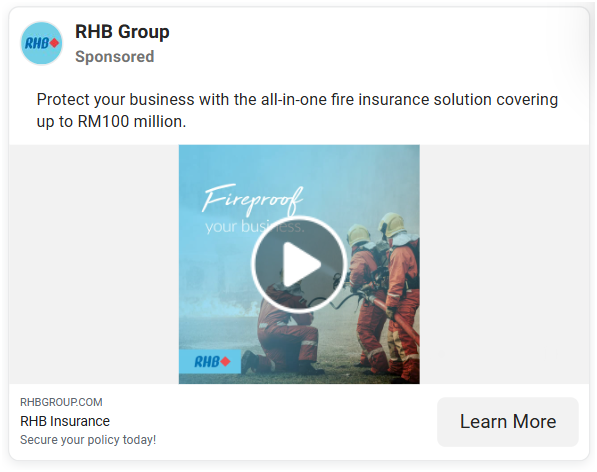 RHB
RHB Group
Sponsored
Protect your business with the all-in-one fire insurance solution covering
up to RM100 million.
Fireproof
your business.
RHB
RHBGROUP.COM
RHB Insurance
Secure your policy today!
Learn More